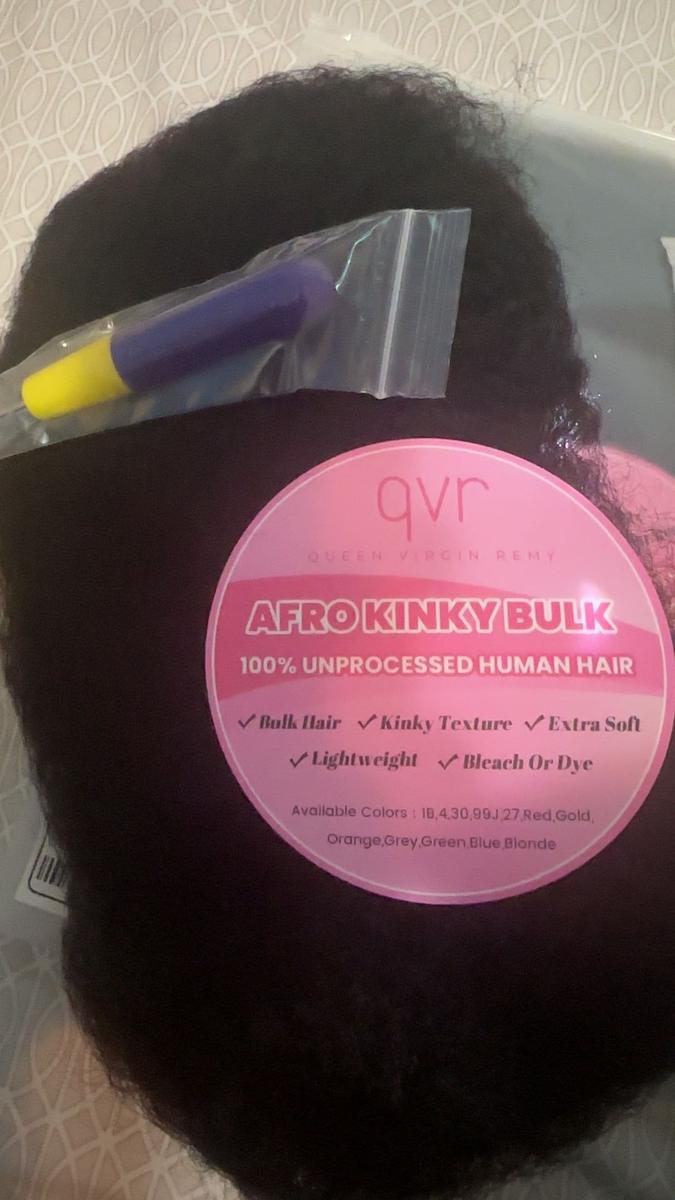 qvr
QUEEN VIRGIN REMY
AFRO KINKY BULK
100% UNPROCESSED HUMAN HAIR
✓ Bulk Hair ✓ Kinky Texture ✓ Extra Soft
✓ Lightweight ✓ Bleach Or Dye
Available Colors : 1B,4,30,99J,27,Red,Gold,
Orange,Grey,Green,Blue,Blonde